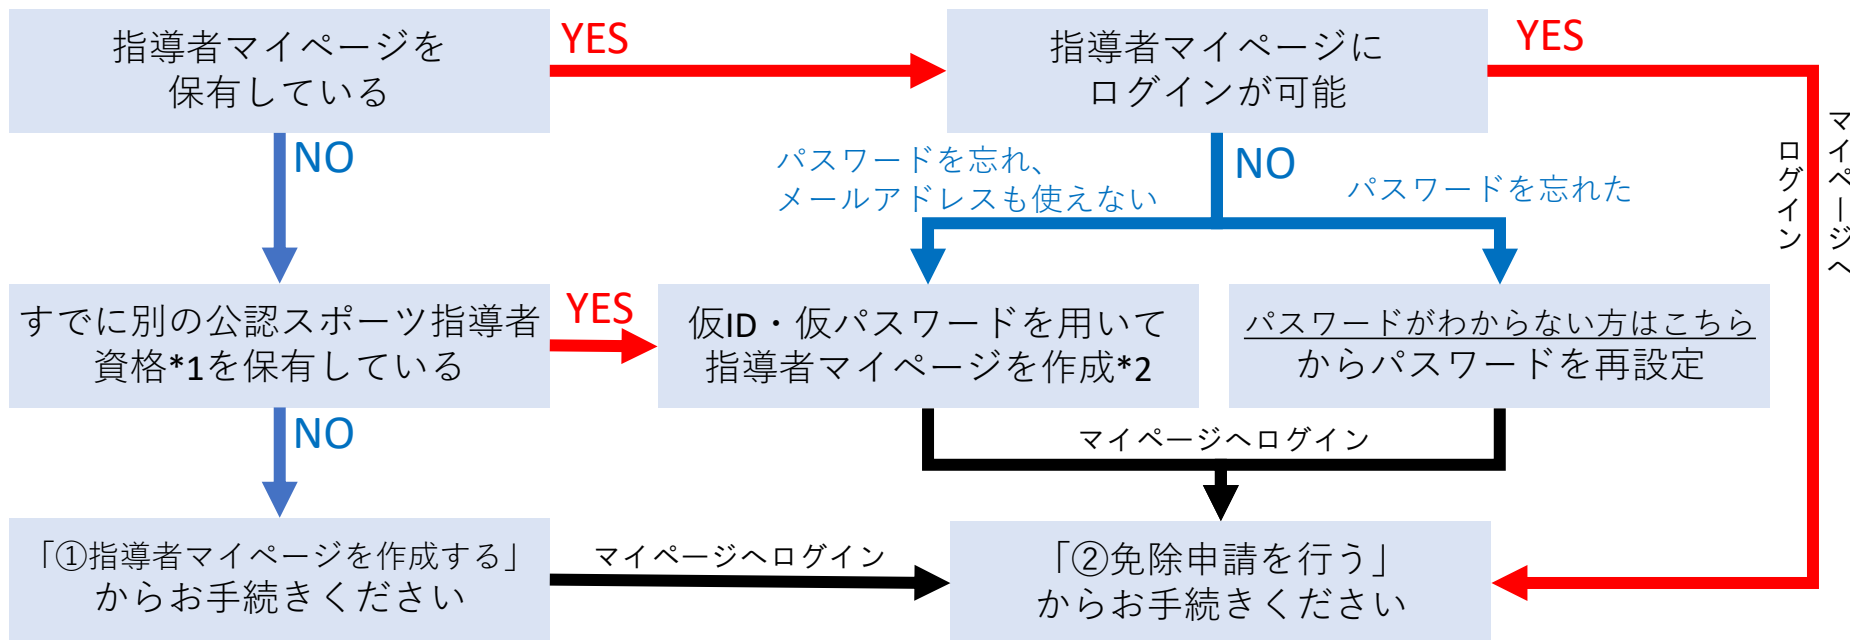 指導者マイページを
保有している
YES
指導者マイページに
ログインが可能
YES
マイページへ
ログイン
NO
パスワードを忘れ、
メールアドレスも使えない
NO
パスワードを忘れた
すでに別の公認スポーツ指導者
資格*1を保有している
YES
仮ID・仮パスワードを用いて
指導者マイページを作成*2
パスワードがわからない方はこちら
からパスワードを再設定
NO
マイページへログイン
「①指導者マイページを作成する」
からお手続きください
マイページへログイン
「②免除申請を行う」
からお手続きください